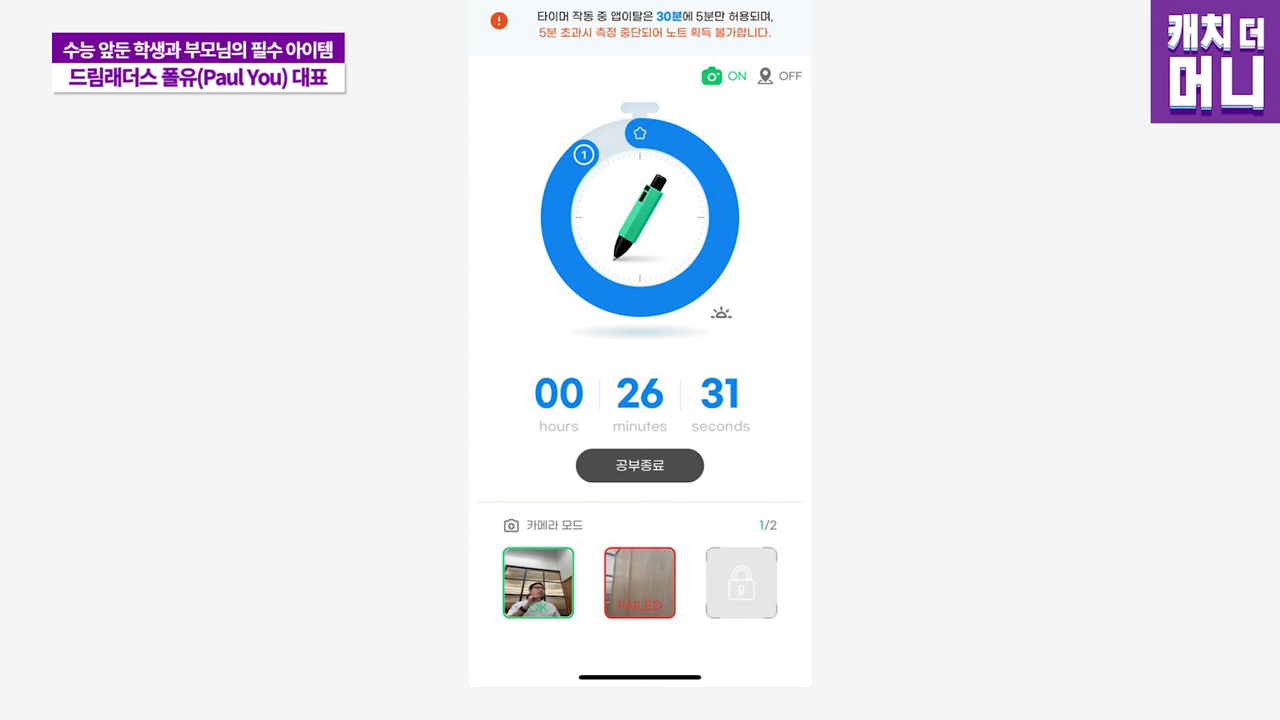 수능 앞둔 학생과 부모님의 필수 아이템
드림래더스 폴유(Paul You) 대표
캐치 더
머니
타이머 작동 중 앱이탈은 30분에 5분만 허용되며,
5분 초과시 측정 중단되어 노트 획득 불가합니다.
ON OFF
1
00 26 31
hours minutes seconds
공부종료
카메라 모드 1/2
OK FAILED